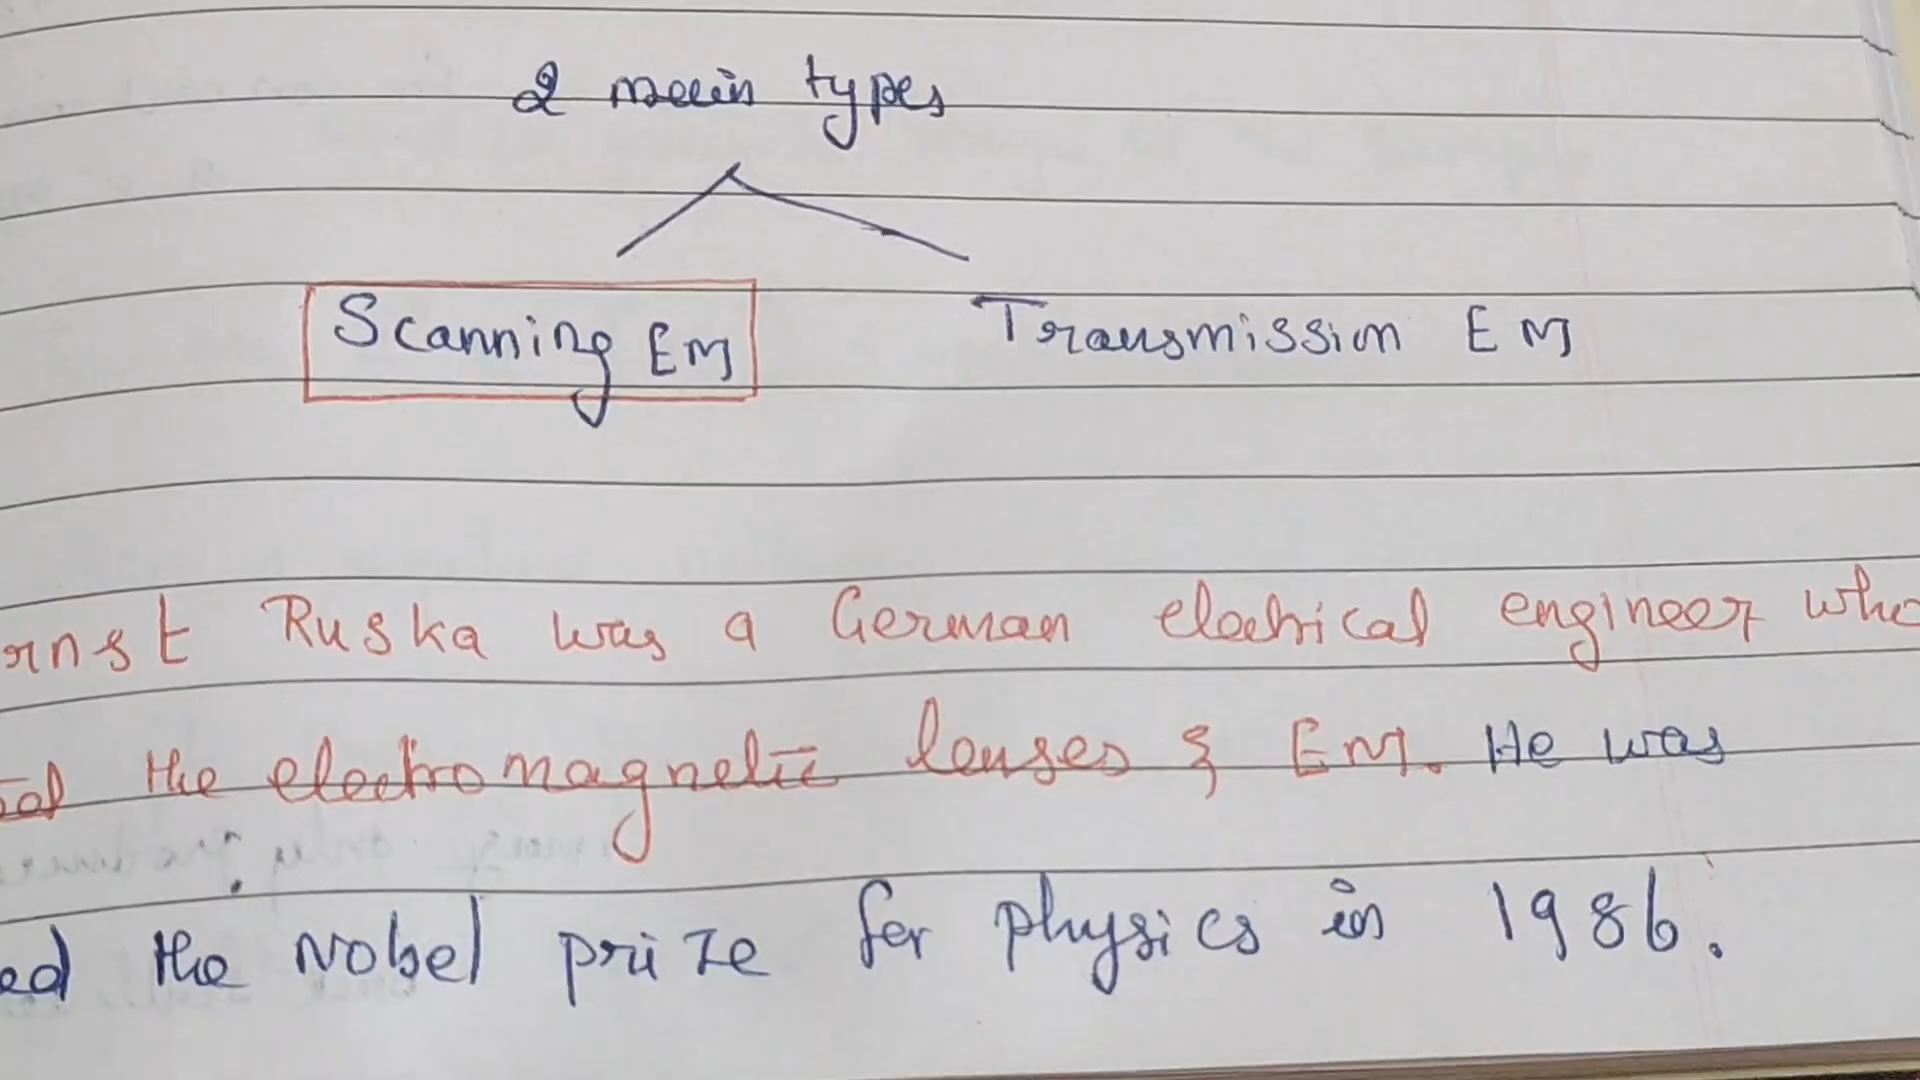 2 main types
Scanning EM Transmission EM
rnst Ruska was a German electrical engineer who
the electromagnetic lenses & EM. He was
ed the Nobel prize for physics in 1986.